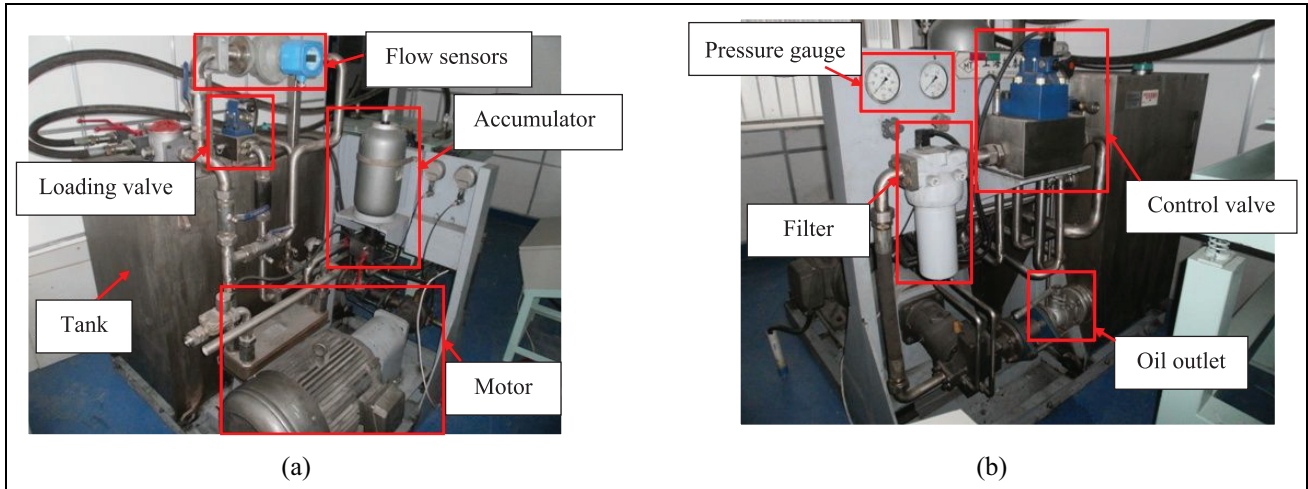 Flow sensors
Accumulator
Loading valve
Tank
Motor
(a)
Pressure gauge
Filter
Control valve
Oil outlet
(b)